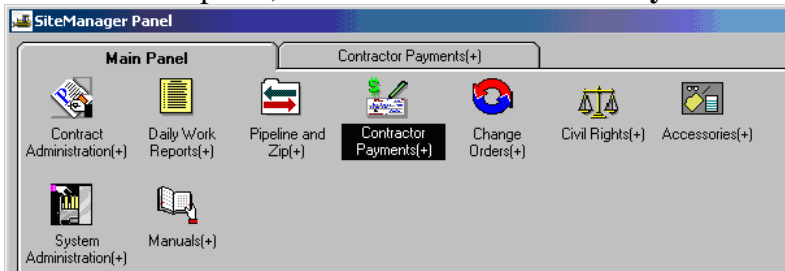 SiteManager Panel
Main Panel
Contractor Payments(+)
Contract
Administration(+)
Daily Work
Reports(+)
Pipeline and
Zip(+)
Contractor
Payments(+)
Change
Orders(+)
Civil Rights(+)
Accessories(+)
System
Administration(+)
Manuals(+)